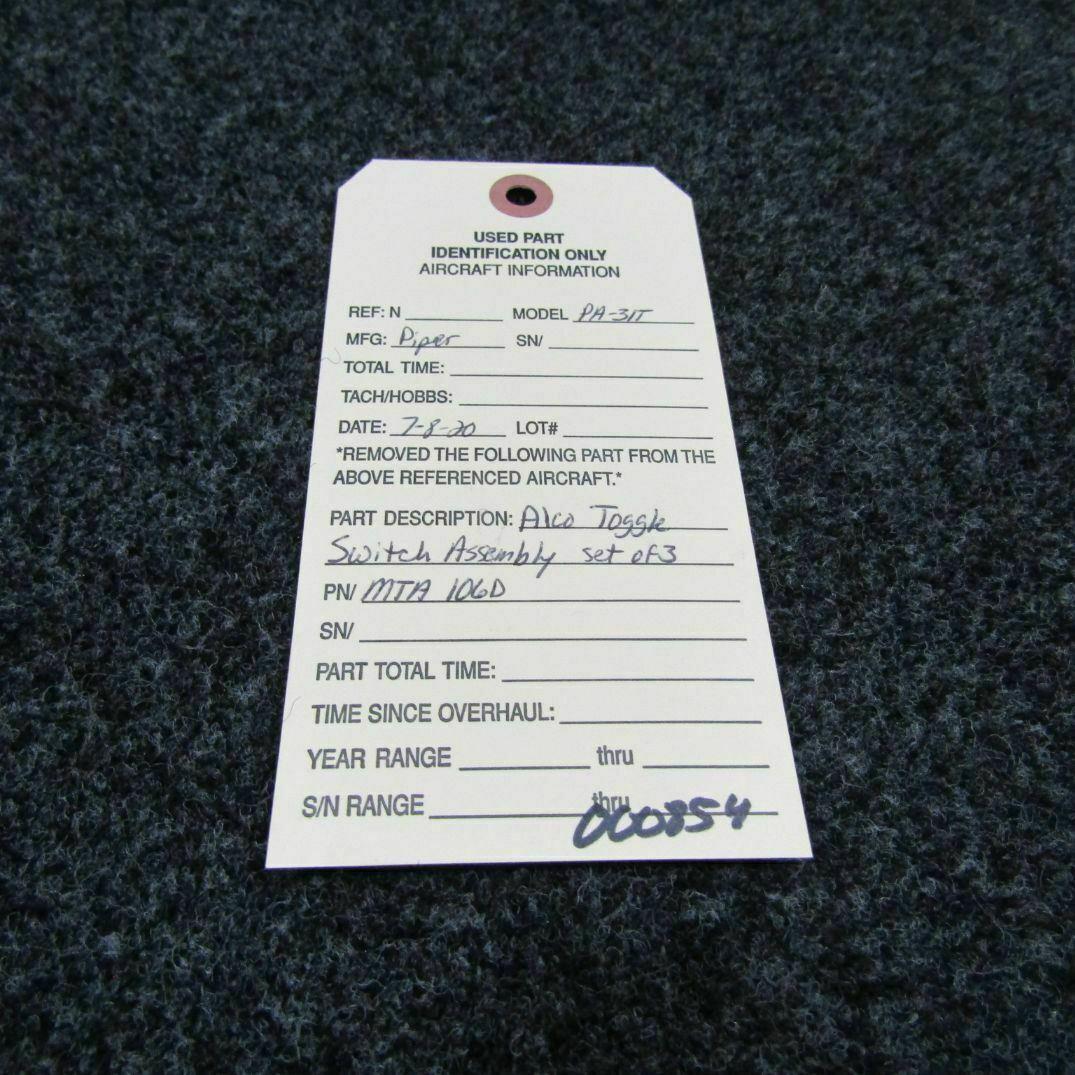 USED PART
IDENTIFICATION ONLY
AIRCRAFT INFORMATION
REF: N MODEL PA-31T
MFG: Piper SN/
TOTAL TIME:
TACH/HOBBS:
DATE: 7-8-20 LOT#
*REMOVED THE FOLLOWING PART FROM THE
ABOVE REFERENCED AIRCRAFT.*
PART DESCRIPTION: Alco Toggle
Switch Assembly set of 3
PN/ MTA 106D
SN/
PART TOTAL TIME:
TIME SINCE OVERHAUL:
YEAR RANGE thru
S/N RANGE thru
000854